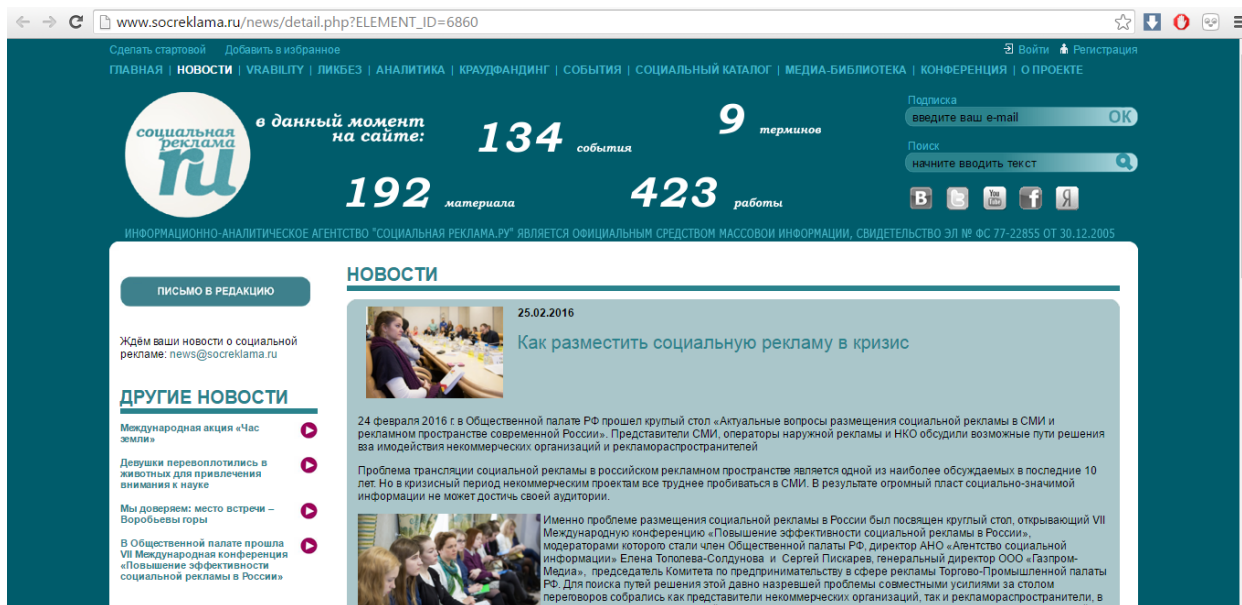 www.socreklama.ru/news/detail.php?ELEMENT_ID=6860
Сделать стартовой Добавить в избранное
Войти Регистрация
ГЛАВНАЯ | НОВОСТИ | VRABILITY | ЛИКБЕЗ | АНАЛИТИКА | КРАУДФАНДИНГ | СОБЫТИЯ | СОЦИАЛЬНЫЙ КАТАЛОГ | МЕДИА-БИБЛИОТЕКА | КОНФЕРЕНЦИЯ | О ПРОЕКТЕ
социальная
реклама
ru
в данный момент
на сайте:
134 события
9 терминов
192 материала
423 работы
Подписка
введите ваш e-mail OK
Поиск
начните вводить текст
B
You
Tube
f
Я
ИНФОРМАЦИОННО-АНАЛИТИЧЕСКОЕ АГЕНТСТВО "СОЦИАЛЬНАЯ РЕКЛАМА.РУ" ЯВЛЯЕТСЯ ОФИЦИАЛЬНЫМ СРЕДСТВОМ МАССОВОИ ИНФОРМАЦИИ, СВИДЕТЕЛЬСТВО ЭЛ № ФС 77-22855 ОТ 30.12.2005
ПИСЬМО В РЕДАКЦИЮ
Ждём ваши новости о социальной
рекламе: news@socreklama.ru
ДРУГИЕ НОВОСТИ
Международная акция «Час
земли»
Девушки перевоплотились в
животных для привлечения
внимания к науке
Мы доверяем: место встречи –
Воробьевы горы
В Общественной палате прошла
VII Международная конференция
«Повышение эффективности
социальной рекламы в России»
НОВОСТИ
25.02.2016
Как разместить социальную рекламу в кризис
24 февраля 2016 г. в Общественной палате РФ прошел круглый стол «Актуальные вопросы размещения социальной рекламы в СМИ и
рекламном пространстве современной России». Представители СМИ, операторы наружной рекламы и НКО обсудили возможные пути решения
вза имодействия некоммерческих организаций и рекламораспространителей
Проблема трансляции социальной рекламы в российском рекламном пространстве является одной из наиболее обсуждаемых в последние 10
лет. Но в кризисный период некоммерческим проектам все труднее пробиваться в СМИ. В результате огромный пласт социально-значимой
информации не может достичь своей аудитории.
Именно проблеме размещения социальной рекламы в России был посвящен круглый стол, открывающий VII
Международную конференцию «Повышение эффективности социальной рекламы в России»,
модераторами которого стали член Общественной палаты РФ, директор АНО «Агентство социальной
информации» Елена Тополева-Солдунова и Сергей Пискарев, генеральный директор ООО «Газпром-
Медиа», председатель Комитета по предпринимательству в сфере рекламы Торгово-Промышленной палаты
РФ. Для поиска путей решения этой давно назревшей проблемы совместными усилиями за столом
переговоров собрались как представители некоммерческих организаций, так и рекламораспространители, в